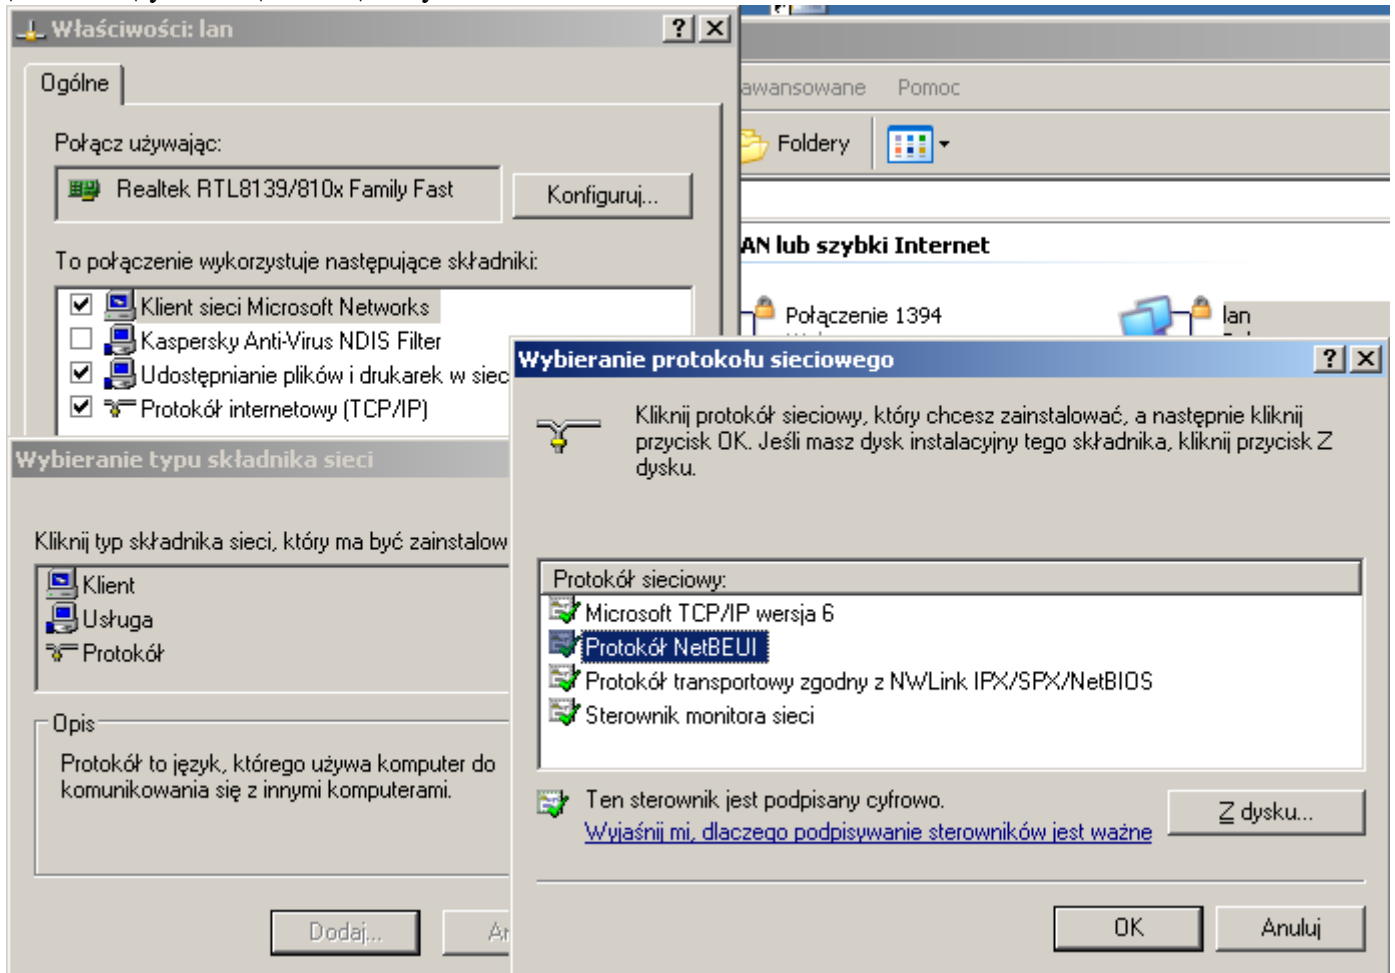 Właściwości: lan
Ogólne
Połącz używając:
Realtek RTL8139/810x Family Fast
Konfiguruj...
To połączenie wykorzystuje następujące składniki:
Klient sieci Microsoft Networks
Kaspersky Anti-Virus NDIS Filter
Udostępnianie plików i drukarek w siec
Protokół internetowy (TCP/IP)
awansowane Pomoc
Foldery
AN lub szybki Internet
Połączenie 1394
lan
Wybieranie typu składnika sieci
Kliknij typ składnika sieci, który ma być zainstalow
Klient
Usługa
Protokół
Opis
Protokół to język, którego używa komputer do
komunikowania się z innymi komputerami.
Dodaj...
Wybieranie protokołu sieciowego
Kliknij protokół sieciowy, który chcesz zainstalować, a następnie kliknij
przycisk OK. Jeśli masz dysk instalacyjny tego składnika, kliknij przycisk Z
dysku.
Protokół sieciowy:
Microsoft TCP/IP wersja 6
Protokół NetBEUI
Protokół transportowy zgodny z NWLink IPX/SPX/NetBIOS
Sterownik monitora sieci
Ten sterownik jest podpisany cyfrowo.
Wyjaśnij mi, dlaczego podpisywanie sterowników jest ważne
Z dysku...
OK
Anuluj